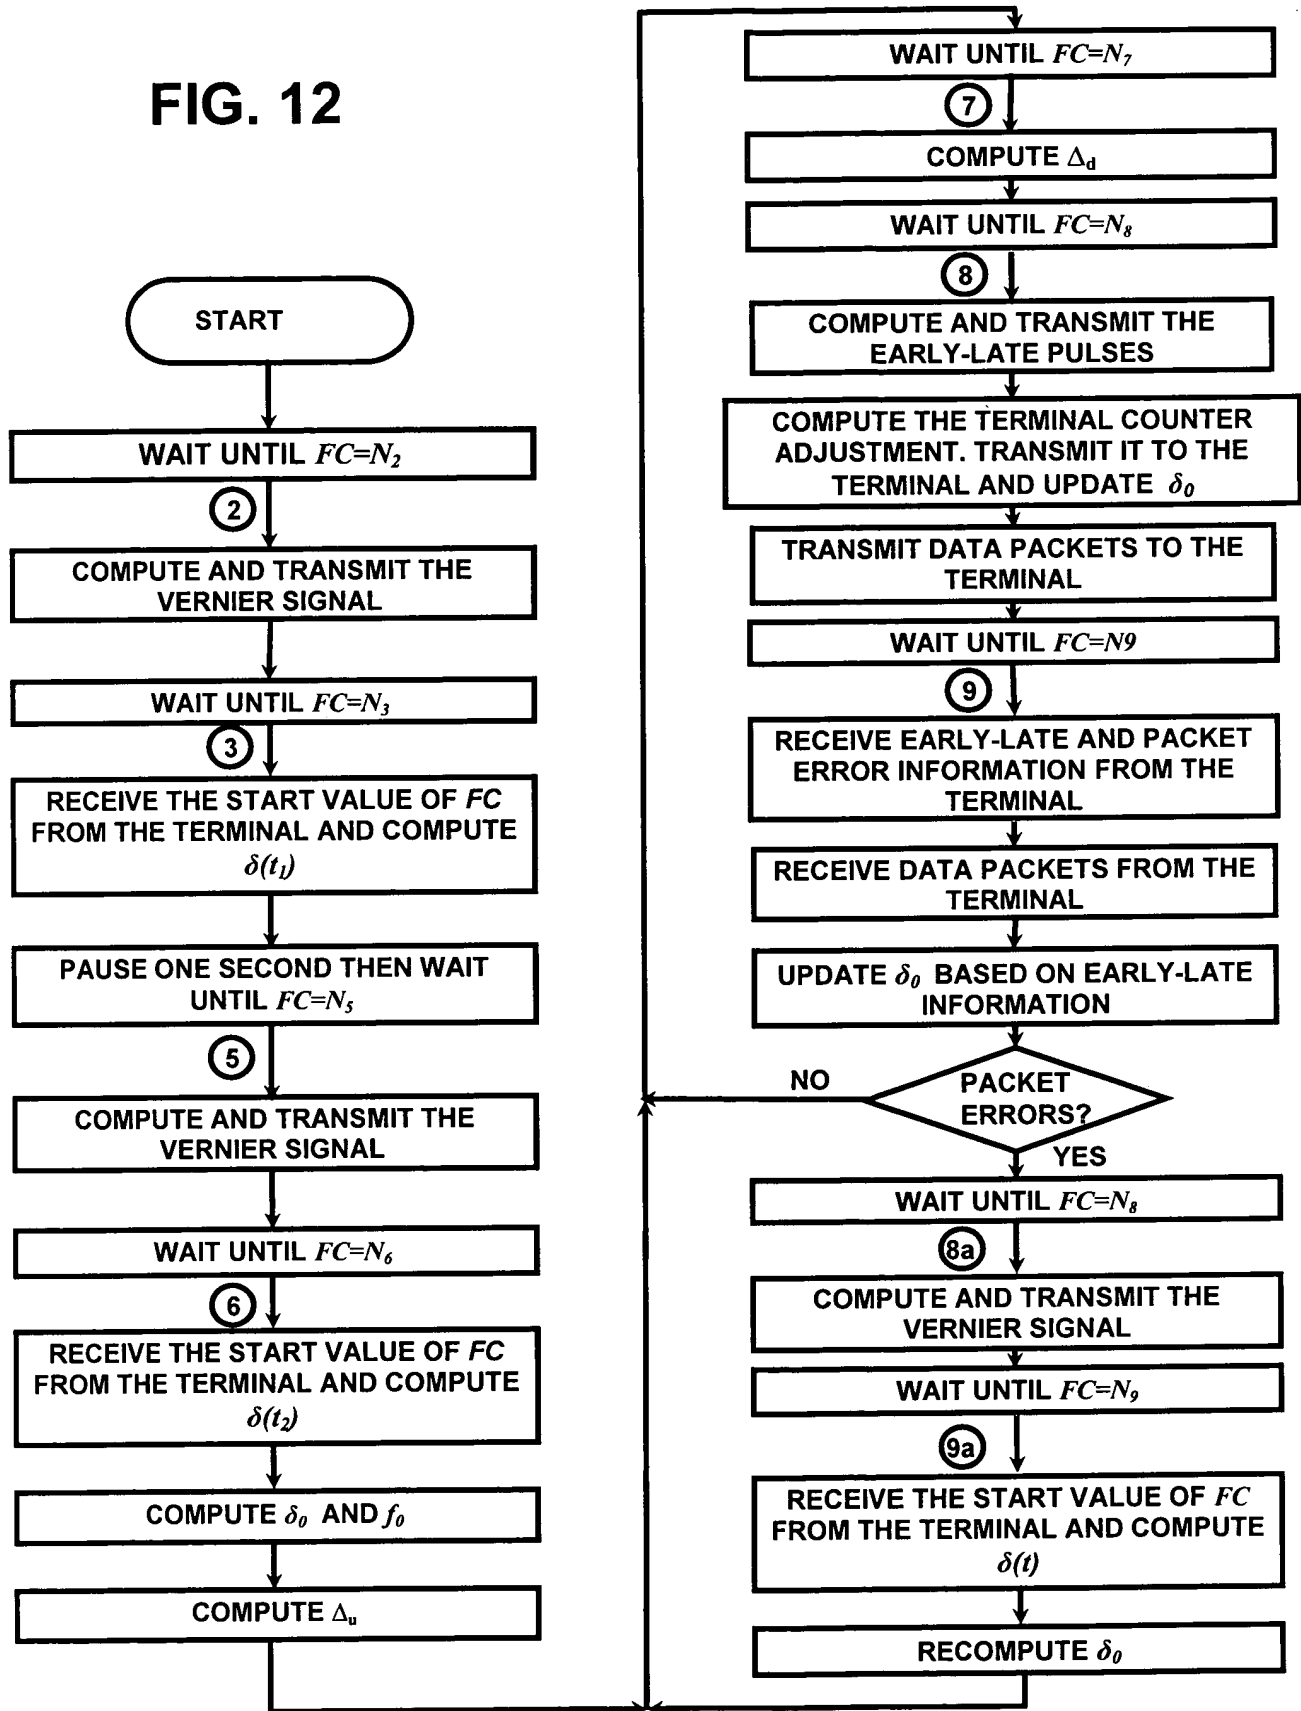 FIG. 12
START
WAIT UNTIL FC=N₂
2
COMPUTE AND TRANSMIT THE
VERNIER SIGNAL
WAIT UNTIL FC=N₃
3
RECEIVE THE START VALUE OF FC
FROM THE TERMINAL AND COMPUTE
δ(t₁)
PAUSE ONE SECOND THEN WAIT
UNTIL FC=N₅
5
COMPUTE AND TRANSMIT THE
VERNIER SIGNAL
WAIT UNTIL FC=N₆
6
RECEIVE THE START VALUE OF FC
FROM THE TERMINAL AND COMPUTE
δ(t₂)
COMPUTE δ₀ AND f₀
COMPUTE Δᵤ
WAIT UNTIL FC=N₇
7
COMPUTE Δ_d
WAIT UNTIL FC=N₈
8
COMPUTE AND TRANSMIT THE
EARLY-LATE PULSES
COMPUTE THE TERMINAL COUNTER
ADJUSTMENT. TRANSMIT IT TO THE
TERMINAL AND UPDATE δ₀
TRANSMIT DATA PACKETS TO THE
TERMINAL
WAIT UNTIL FC=N9
9
RECEIVE EARLY-LATE AND PACKET
ERROR INFORMATION FROM THE
TERMINAL
RECEIVE DATA PACKETS FROM THE
TERMINAL
UPDATE δ₀ BASED ON EARLY-LATE
INFORMATION
NO
PACKET
ERRORS?
YES
WAIT UNTIL FC=N₈
8a
COMPUTE AND TRANSMIT THE
VERNIER SIGNAL
WAIT UNTIL FC=N₉
9a
RECEIVE THE START VALUE OF FC
FROM THE TERMINAL AND COMPUTE
δ(t)
RECOMPUTE δ₀